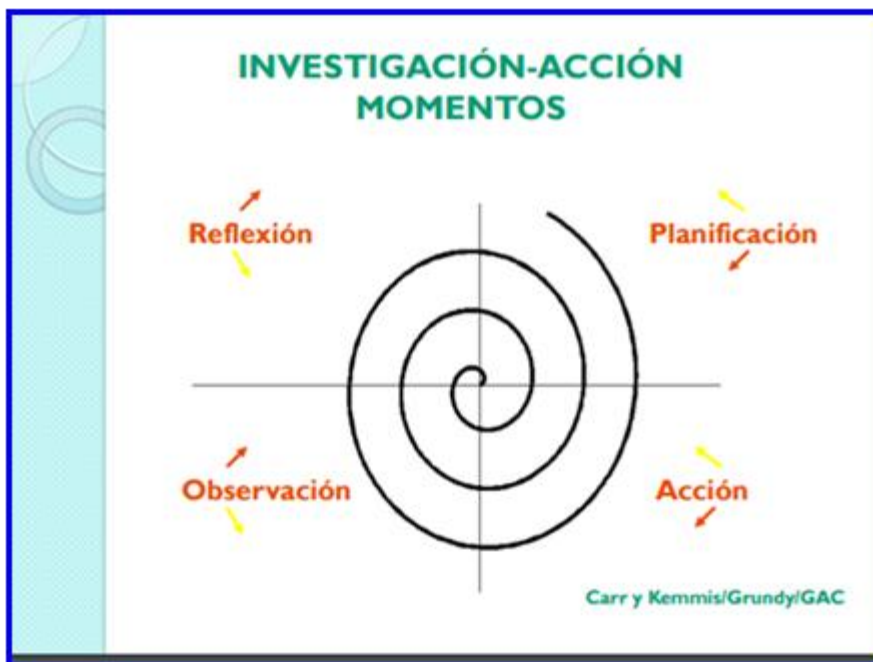 INVESTIGACIÓN-ACCIÓN
MOMENTOS
Reflexión
Planificación
Observación
Acción
Carr y Kemmis/Grundy/GAC